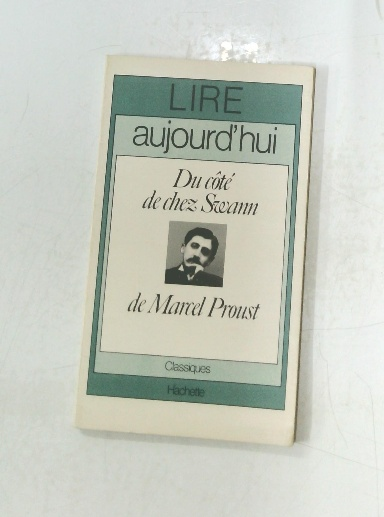 LIRE
aujourd'hui
Du côté
de chez Swann
de Marcel Proust
Classiques
Hachette